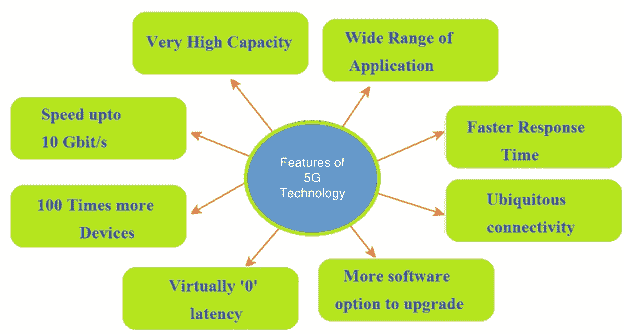 Very High Capacity
Wide Range of
Application
Speed upto
10 Gbit/s
Features of
5G
Technology
Faster Response
Time
100 Times more
Devices
Ubiquitous
connectivity
Virtually '0'
latency
More software
option to upgrade